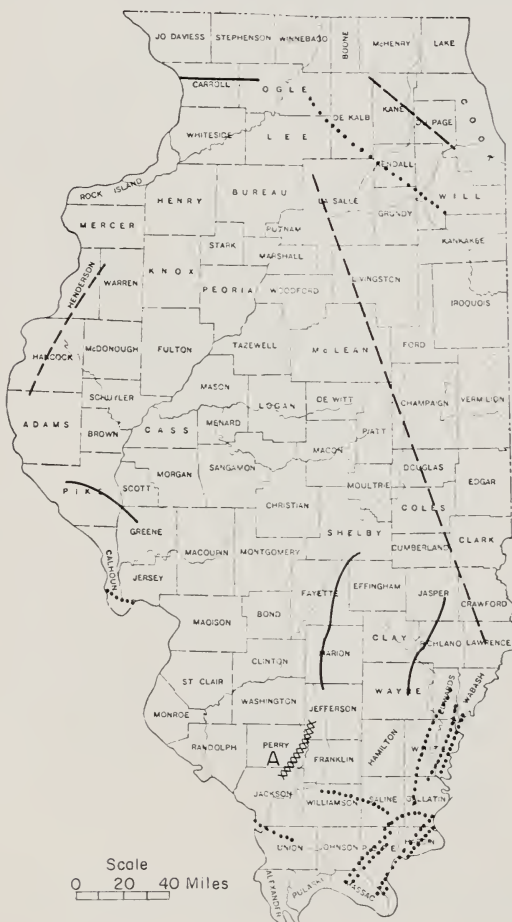 JO DAVIESS STEPHENSON WINNEBAGO BOONE McHENRY LAKE
CARROLL OGLE DE KALB KANE DU PAGE COOK
WHITESIDE LEE KENDALL WILL
ROCK ISLAND HENRY BUREAU LA SALLE GRUNDY
MERCER PUTNAM KANKAKEE
STARK MARSHALL
HENDERSON WARREN KNOX PEORIA WOODFORD LIVINGSTON IROQUOIS
HANCOCK McDONOUGH FULTON TAZEWELL McLEAN FORD
SCHUYLER MASON
ADAMS BROWN CASS MENARD LOGAN DE WITT CHAMPAIGN VERMILION
PIATT
MACON
PIKE SCOTT MORGAN SANGAMON MOULTRIE DOUGLAS EDGAR
CHRISTIAN COLES
GREENE SHELBY CUMBERLAND CLARK
CALHOUN JERSEY MACOUPIN MONTGOMERY
FAYETTE EFFINGHAM JASPER CRAWFORD
MADISON BOND
CLAY RICHLAND LAWRENCE
CLINTON MARION
ST CLAIR WAYNE EDWARDS WABASH
WASHINGTON JEFFERSON
MONROE
RANDOLPH PERRY A FRANKLIN HAMILTON
JACKSON WILLIAMSON SALINE GALLATIN
UNION JOHNSON
ALEXANDER PULASKI MASSAC
Scale
0 20 40 Miles